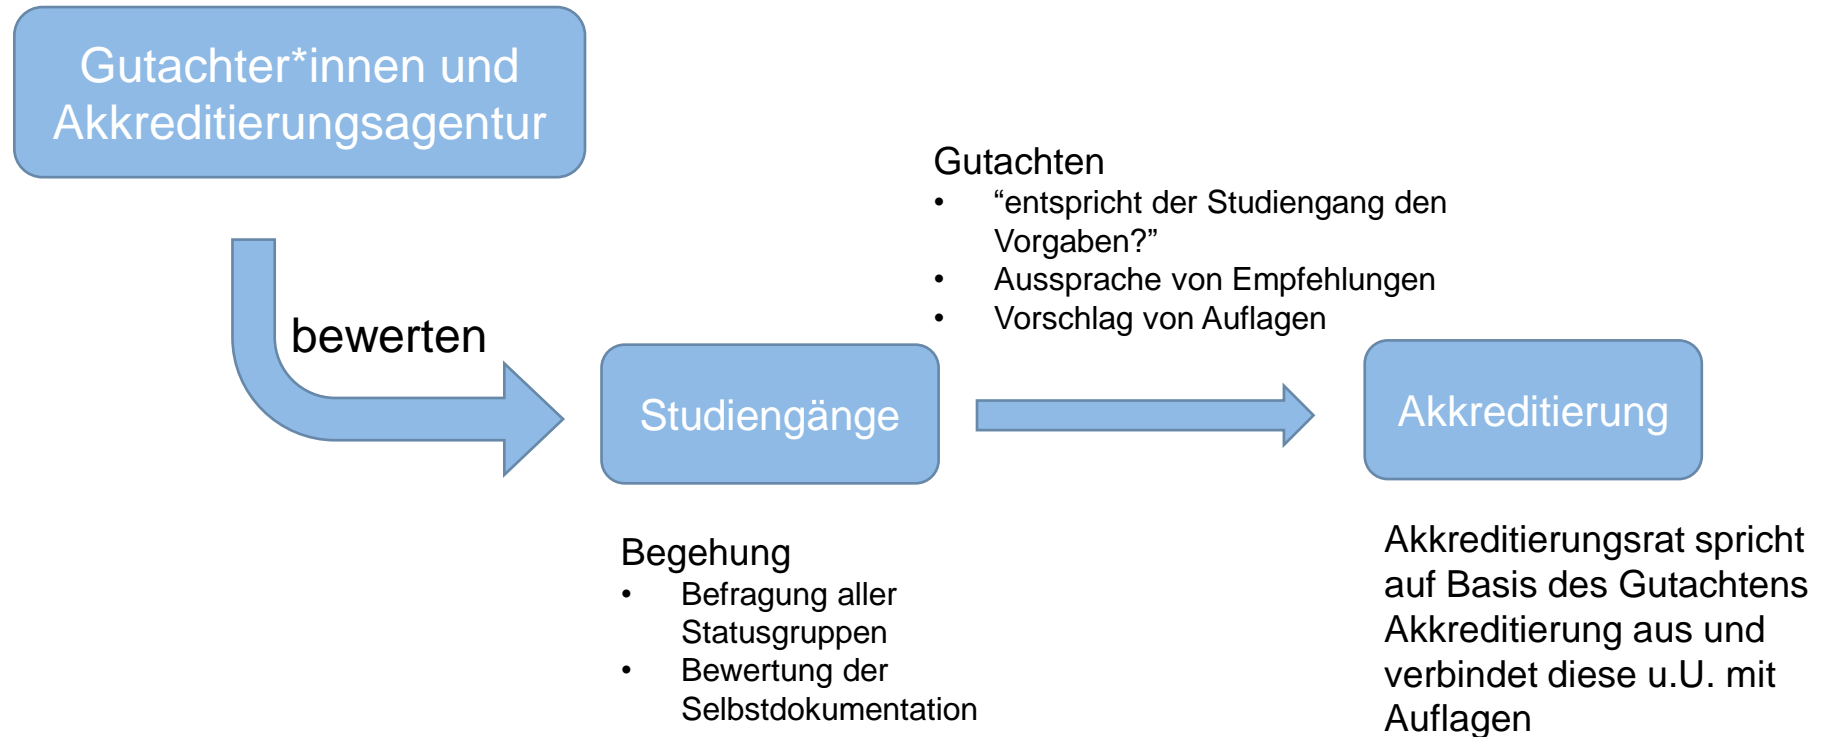 Gutachter*innen und
Akkreditierungsagentur
bewerten
Studiengänge
Begehung
• Befragung aller
Statusgruppen
• Bewertung der
Selbstdokumentation
Gutachten
• “entspricht der Studiengang den
Vorgaben?”
• Aussprache von Empfehlungen
• Vorschlag von Auflagen
Akkreditierung
Akkreditierungsrat spricht
auf Basis des Gutachtens
Akkreditierung aus und
verbindet diese u.U. mit
Auflagen